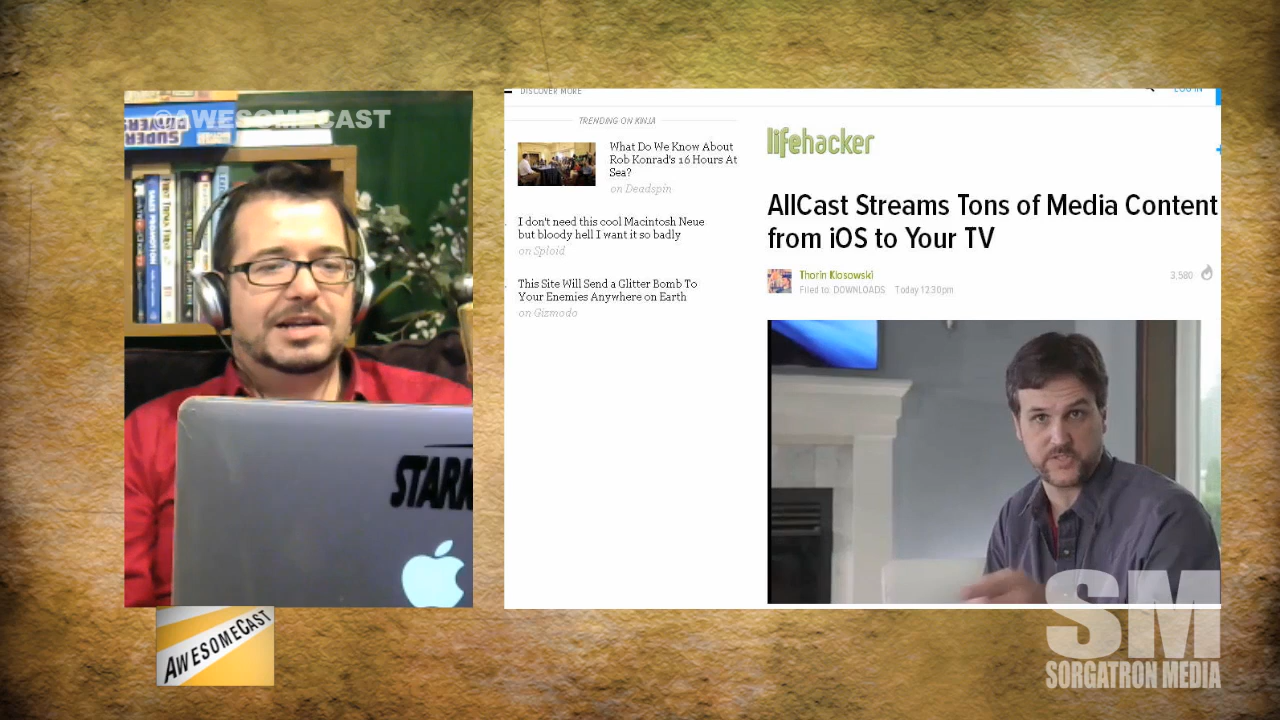 @AWESOMECAST
STARK
AWESOMECAST
DISCOVER MORE
TRENDING ON KINJA
What Do We Know About
Rob Konrad's 16 Hours At
Sea?
on Deadspin
I don't need this cool Macintosh Neue
but bloody hell I want it so badly
on Sploid
This Site Will Send a Glitter Bomb To
Your Enemies Anywhere on Earth
on Gizmodo
LOG IN
lifehacker
AllCast Streams Tons of Media Content
from iOS to Your TV
Thorin Klosowski
3,580
Filed to: DOWNLOADS Today 12:30pm
SM
SORGATRON MEDIA